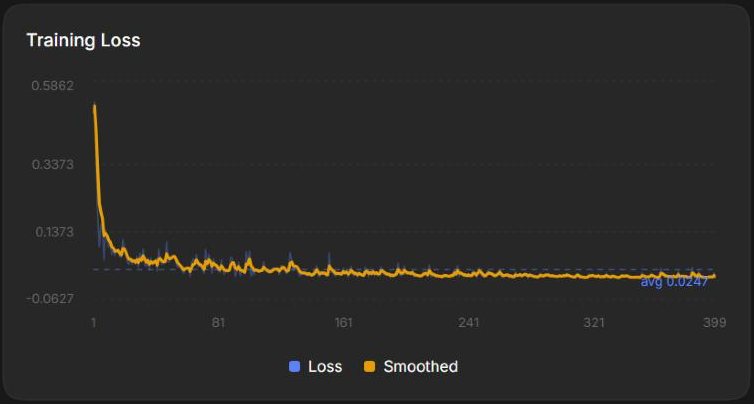 Training Loss
0.5862
0.3373
0.1373
-0.0627
avg 0.0247
1 81 161 241 321 399
Loss Smoothed